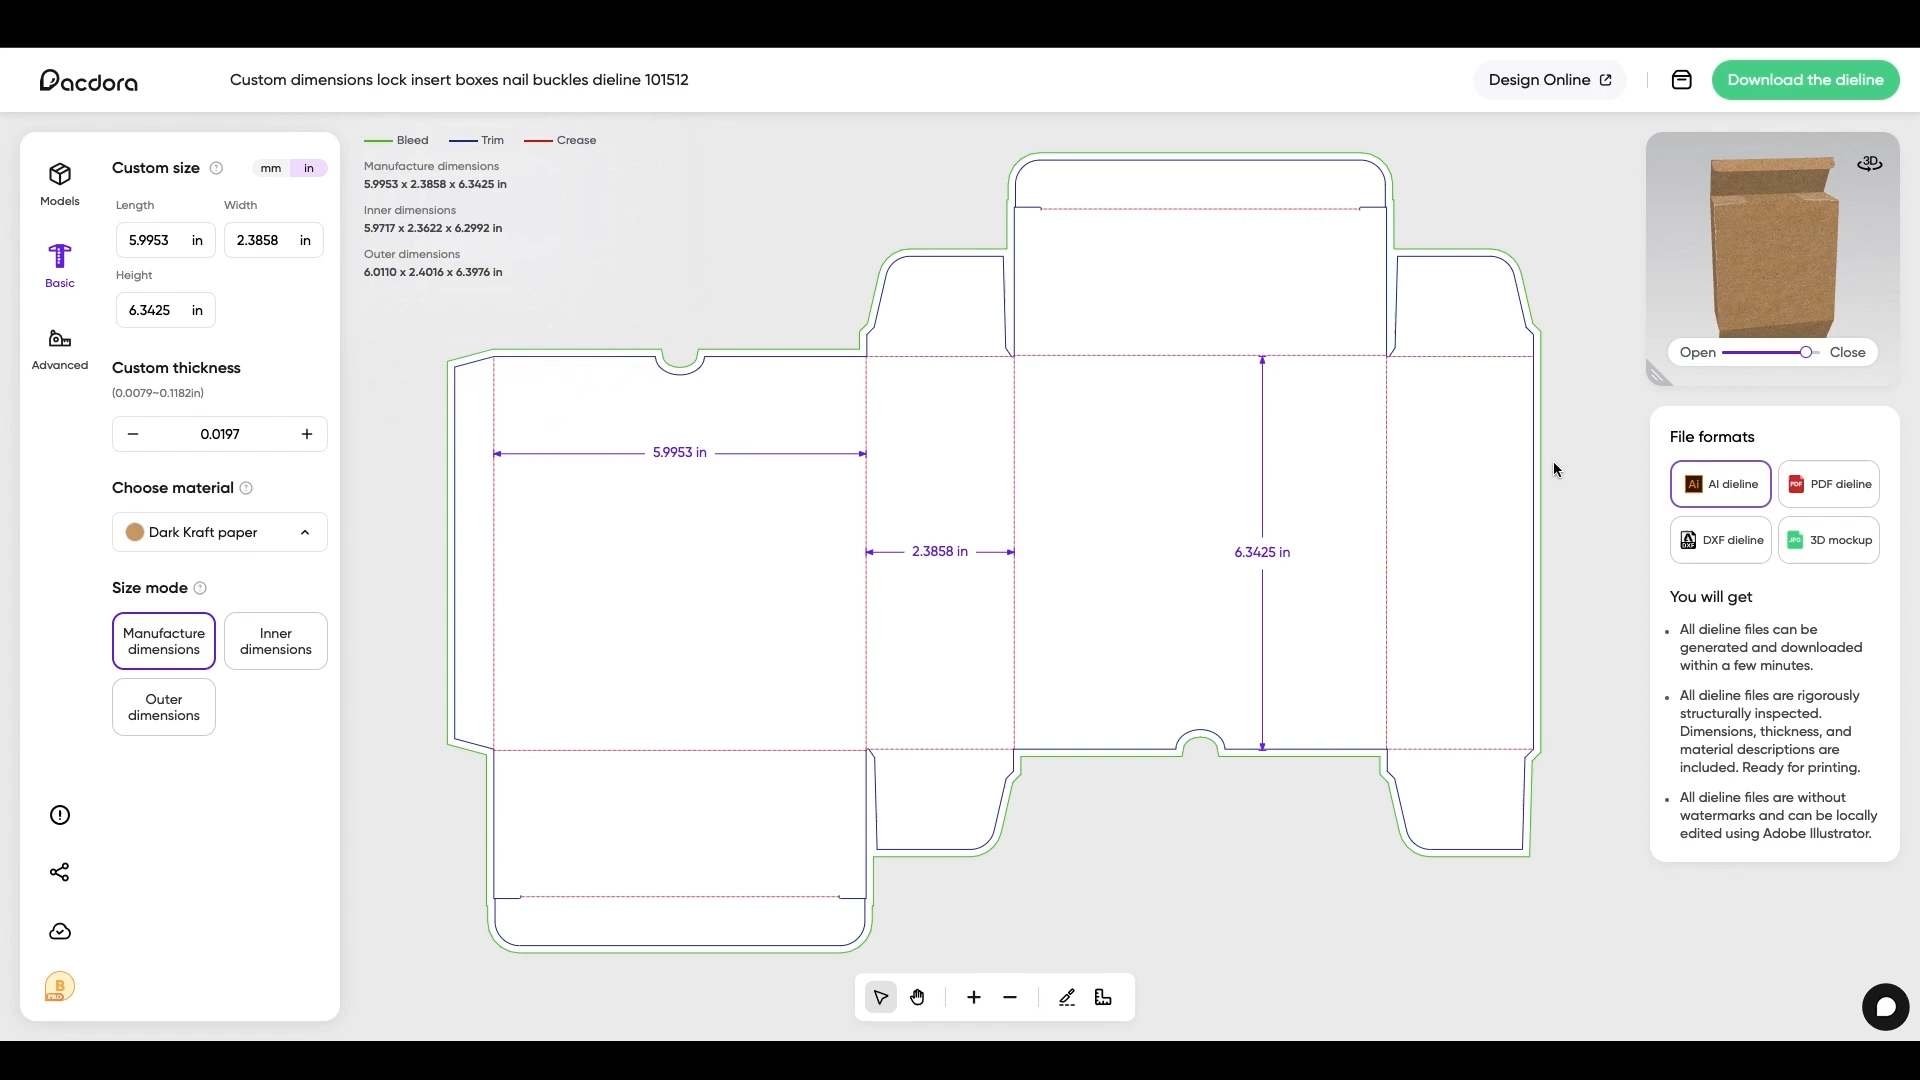 Pacdora
Custom dimensions lock insert boxes nail buckles dieline 101512
Design Online
Download the dieline
Models
Basic
Advanced
B
PRO
Custom size
mm
in
Length
Width
5.9953 in
2.3858 in
Height
6.3425 in
Custom thickness
(0.0079~0.1182in)
0.0197
Choose material
Dark Kraft paper
Size mode
Manufacture
dimensions
Inner
dimensions
Outer
dimensions
Bleed
Trim
Crease
Manufacture dimensions
5.9953 x 2.3858 x 6.3425 in
Inner dimensions
5.9717 x 2.3622 x 6.2992 in
Outer dimensions
6.0110 x 2.4016 x 6.3976 in
5.9953 in
2.3858 in
6.3425 in
3D
Open
Close
File formats
Ai
AI dieline
PDF
PDF dieline
DXF
DXF dieline
JPG
3D mockup
You will get
All dieline files can be
generated and downloaded
within a few minutes.
All dieline files are rigorously
structurally inspected.
Dimensions, thickness, and
material descriptions are
included. Ready for printing.
All dieline files are without
watermarks and can be locally
edited using Adobe Illustrator.